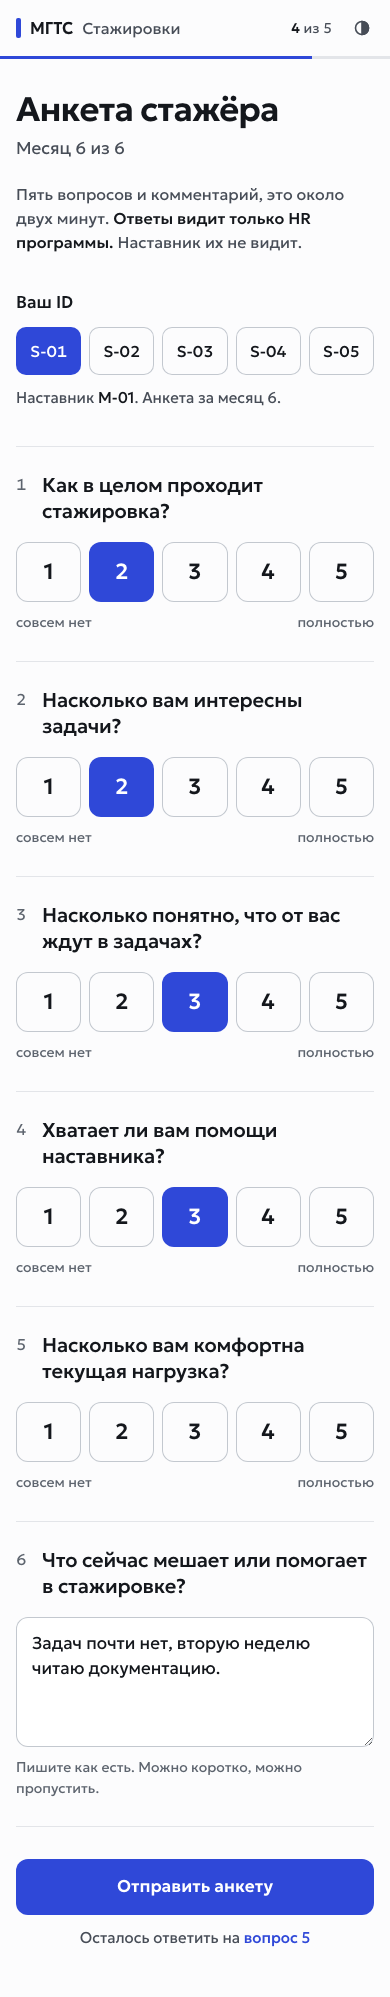 МГТС Стажировки 4 из 5
Анкета стажёра
Месяц 6 из 6
Пять вопросов и комментарий, это около
двух минут. Ответы видит только HR
программы. Наставник их не видит.
Ваш ID
S-01 S-02 S-03 S-04 S-05
Наставник M-01. Анкета за месяц 6.
1 Как в целом проходит
стажировка?
1 2 3 4 5
совсем нет полностью
2 Насколько вам интересны
задачи?
1 2 3 4 5
совсем нет полностью
3 Насколько понятно, что от вас
ждут в задачах?
1 2 3 4 5
совсем нет полностью
4 Хватает ли вам помощи
наставника?
1 2 3 4 5
совсем нет полностью
5 Насколько вам комфортна
текущая нагрузка?
1 2 3 4 5
совсем нет полностью
6 Что сейчас мешает или помогает
в стажировке?
Задач почти нет, вторую неделю
читаю документацию.
Пишите как есть. Можно коротко, можно
пропустить.
Отправить анкету
Осталось ответить на вопрос 5